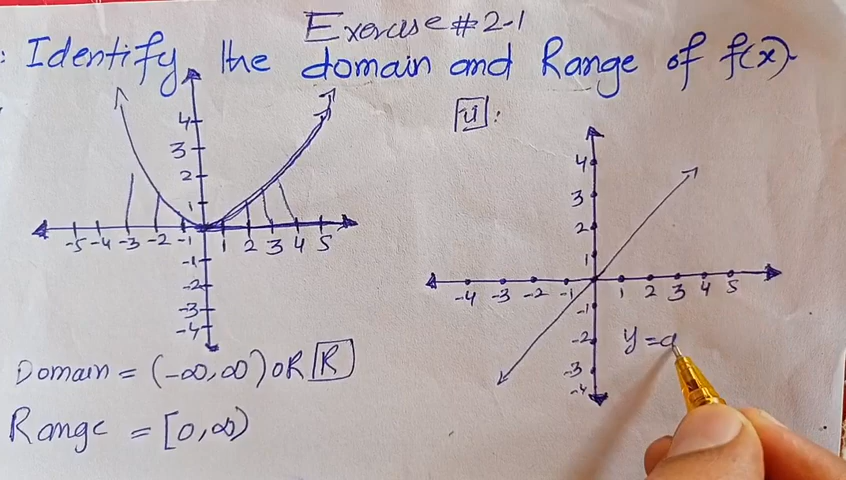 Exercise # 2-1
: Identify the domain and Range of f(x).
4
3
2
1
-5 -4 -3 -2 -1 1 2 3 4 5
-1
-2
-3
-4
Domain = (-∞,∞) OR R
Range = [0,∞)
ii :
4
3
2
1
-4 -3 -2 -1 1 2 3 4 5
-1
-2
-3
-4
y=a